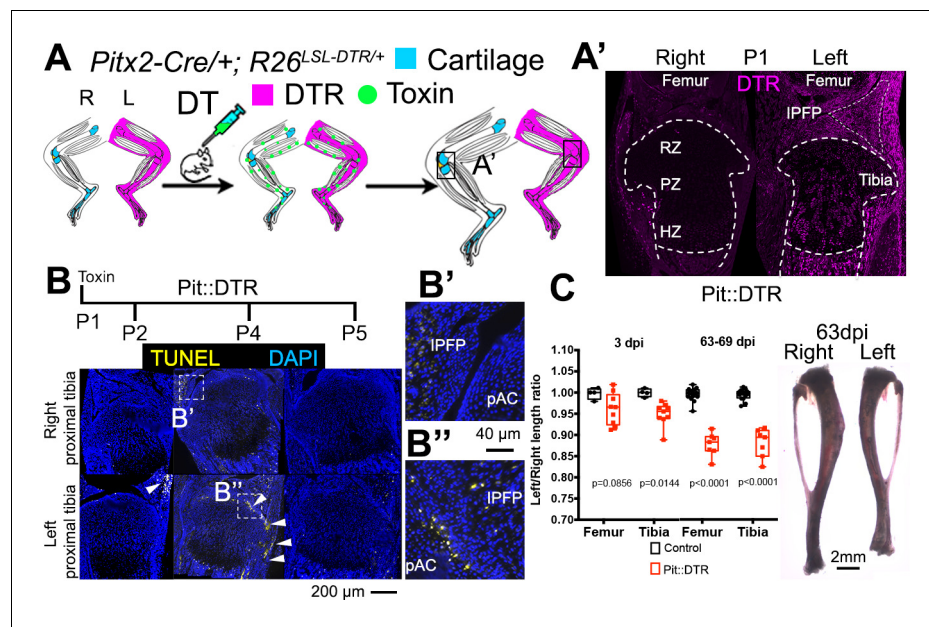 A
Pitx2-Cre/+; R26LSL-DTR/+ Cartilage
R L DT DTR Toxin
A'
A'
Right P1 Left
Femur DTR Femur
IPFP
RZ
PZ Tibia
HZ
B
Toxin Pit::DTR
P1 P2 P4 P5
TUNEL DAPI
Right
proximal tibia
B'
Left
proximal tibia
B''
200 µm
B'
IPFP
pAC
B''
40 µm
IPFP
pAC
C
Pit::DTR
3 dpi 63-69 dpi
Left/Right length ratio
1.10
1.05
1.00
0.95
0.90
0.85
0.80
0.75
0.70
p=0.0856 p=0.0144 p<0.0001 p<0.0001
Femur Tibia Femur Tibia
Control
Pit::DTR
63dpi
Right Left
2mm